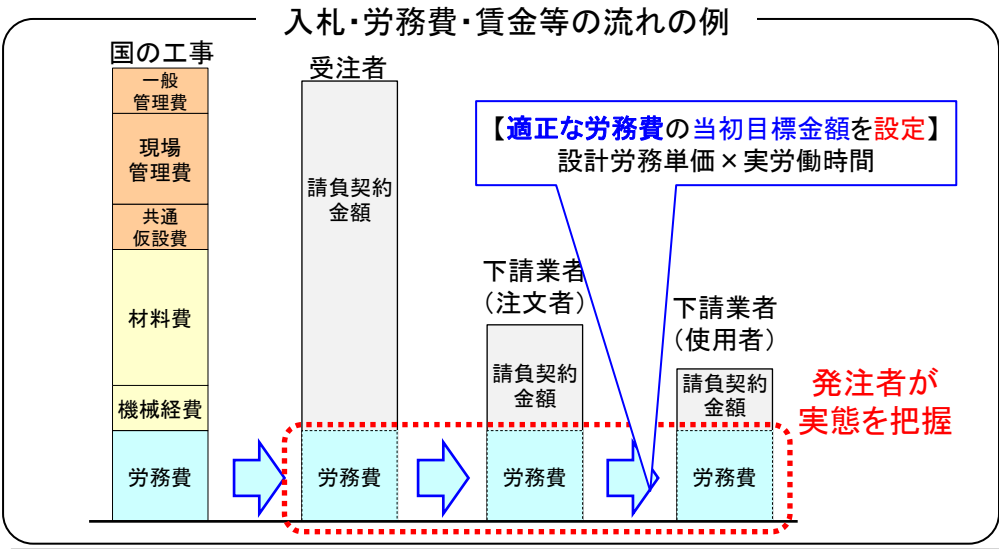 入札・労務費・賃金等の流れの例
国の工事
一般
管理費
現場
管理費
共通
仮設費
材料費
機械経費
労務費
受注者
請負契約
金額
労務費
【適正な労務費の当初目標金額を設定】
設計労務単価×実労働時間
下請業者
（注文者）
請負契約
金額
労務費
下請業者
（使用者）
請負契約
金額
労務費
発注者が
実態を把握